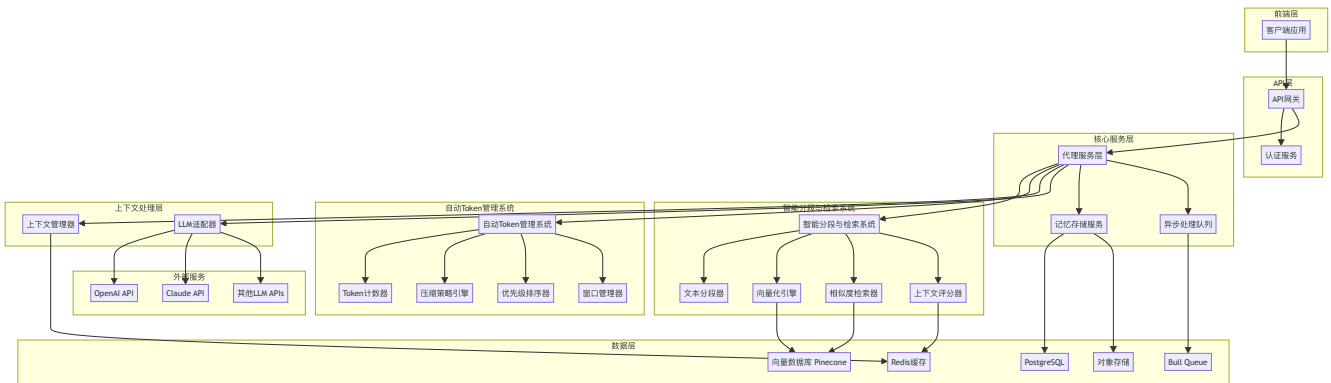 前端层
客户端应用
API层
API网关
认证服务
核心服务层
代理服务层
记忆存储服务
异步处理队列
上下文处理层
上下文管理器
LLM适配器
自动Token管理系统
自动Token管理系统
智能分段与检索系统
智能分段与检索系统
外部服务
OpenAI API
Claude API
其他LLM APIs
Token计数器
压缩策略引擎
优先级排序器
窗口管理器
文本分段器
向量化引擎
相似度检索器
上下文评分器
数据层
向量数据库 Pinecone
Redis缓存
PostgreSQL
对象存储
Bull Queue